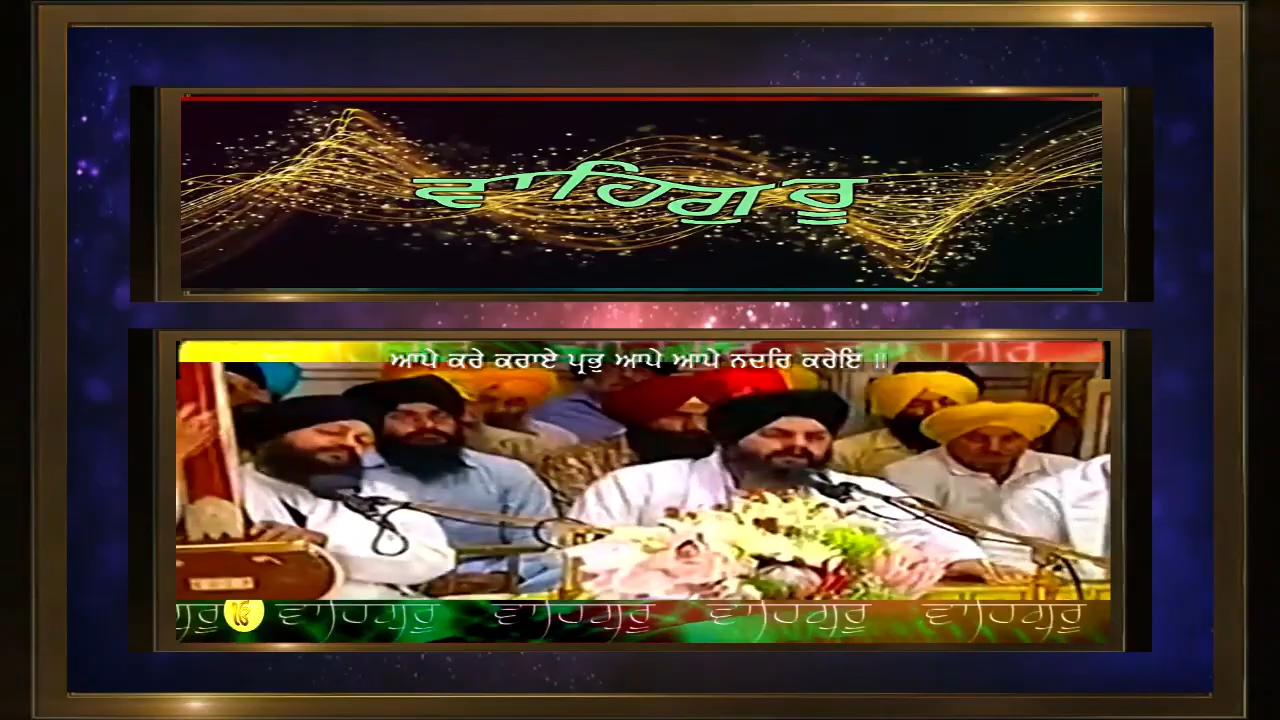 ਵਾਹਿਗੁਰੂ
ਆਪੇ ਕਰੇ ਕਰਾਏ ਪ੍ਰਭੁ ਆਪੇ ਆਪੇ ਨਦਰਿ ਕਰੇਇ ॥
ੴ ਵਾਹਿਗੁਰੂ ਵਾਹਿਗੁਰੂ ਵਾਹਿਗੁਰੂ ਵਾਹਿਗੁਰੂ